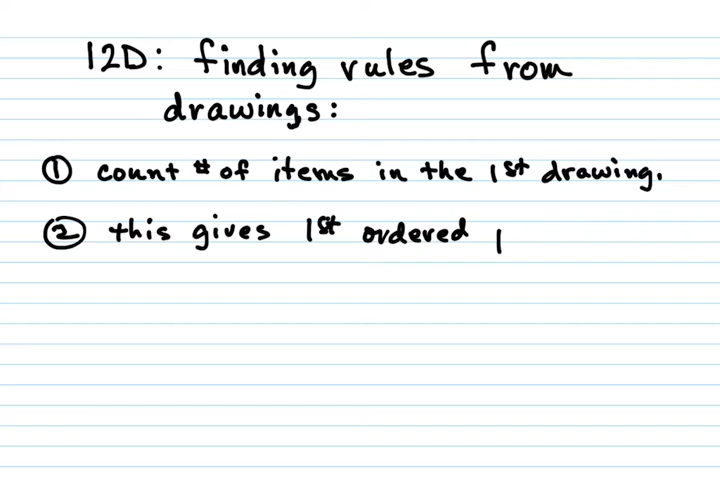 12D: finding rules from
drawings:
① count # of items in the 1st drawing.
② this gives 1st ordered